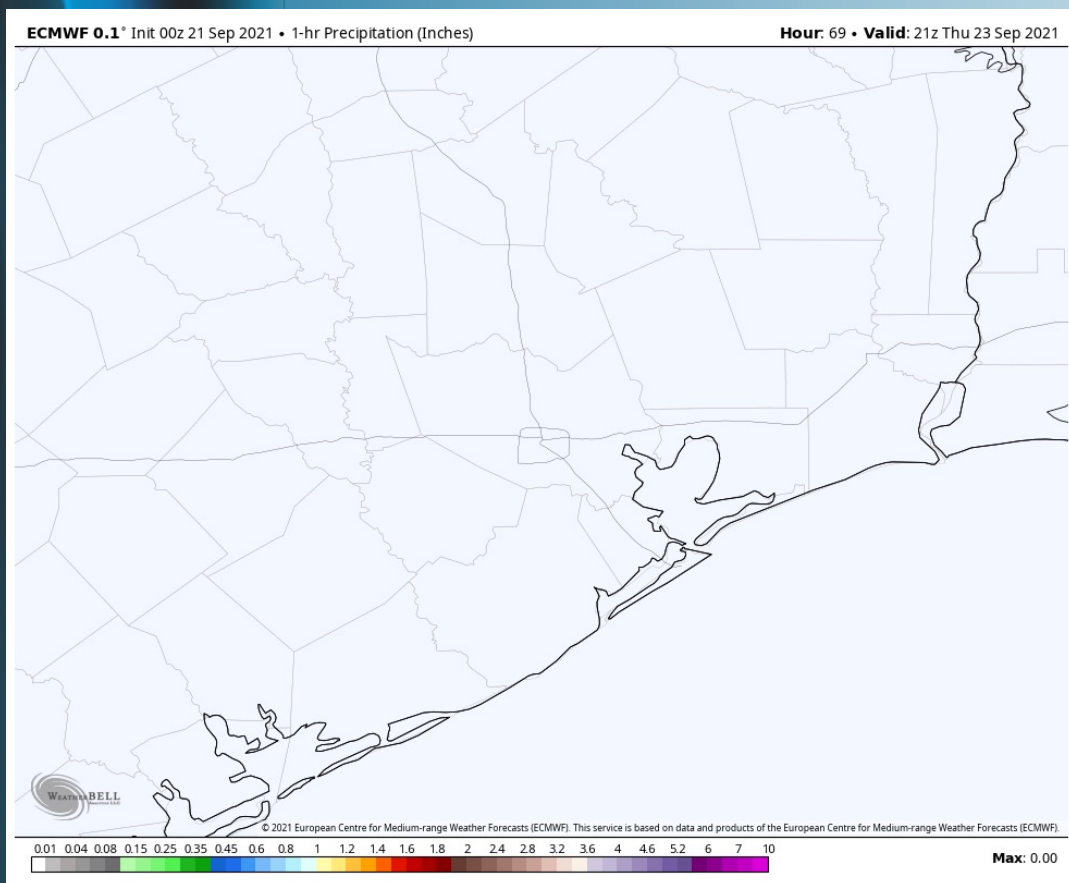 ECMWF 0.1° Init 00z 21 Sep 2021 • 1-hr Precipitation (Inches) Hour: 69 • Valid: 21z Thu 23 Sep 2021
WEATHERBELL
© 2021 European Centre for Medium-range Weather Forecasts (ECMWF). This service is based on data and products of the European Centre for Medium-range Weather Forecasts (ECMWF).
0.01 0.04 0.08 0.15 0.25 0.35 0.45 0.6 0.8 1 1.2 1.4 1.6 1.8 2 2.4 2.8 3.2 3.6 4 4.6 5.2 6 7 10
Max: 0.00